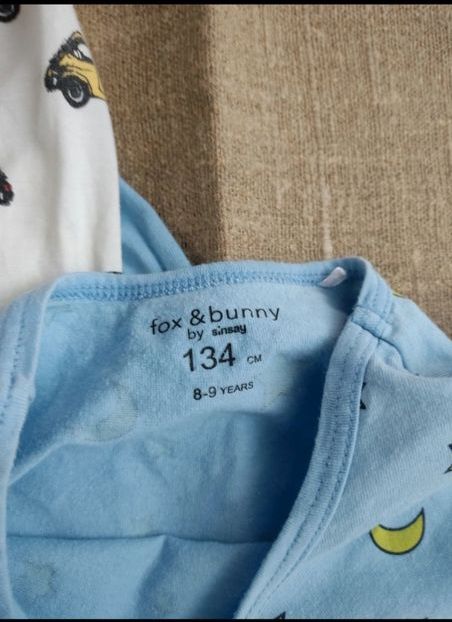 fox & bunny
by sinsay
134 CM
8-9 YEARS